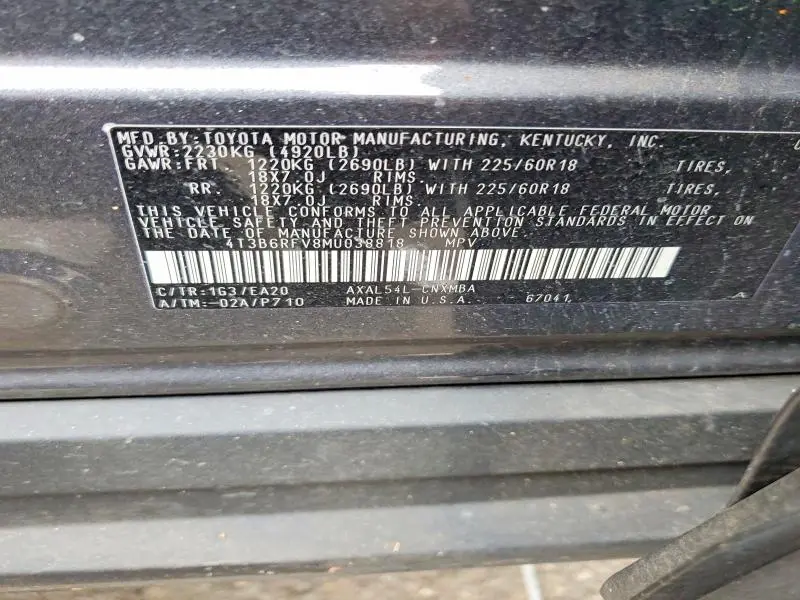 MFD.BY:TOYOTA MOTOR MANUFACTURING, KENTUCKY, INC.
GVWR:2230KG (4920LB)
GAWR:FRT. 1220KG (2690LB) WITH 225/60R18 TIRES,
18X7.0J RIMS
RR. 1220KG (2690LB) WITH 225/60R18 TIRES,
18X7.0J RIMS
THIS VEHICLE CONFORMS TO ALL APPLICABLE FEDERAL MOTOR
VEHICLE SAFETY AND THEFT PREVENTION STANDARDS IN EFFECT ON
THE DATE OF MANUFACTURE SHOWN ABOVE.
4T3B6RFV8MU038818 MPV
C/TR:1G3/EA20 AXAL54L-CNXMBA
A/TM:-02A/P710 MADE IN U.S.A. 67041 A